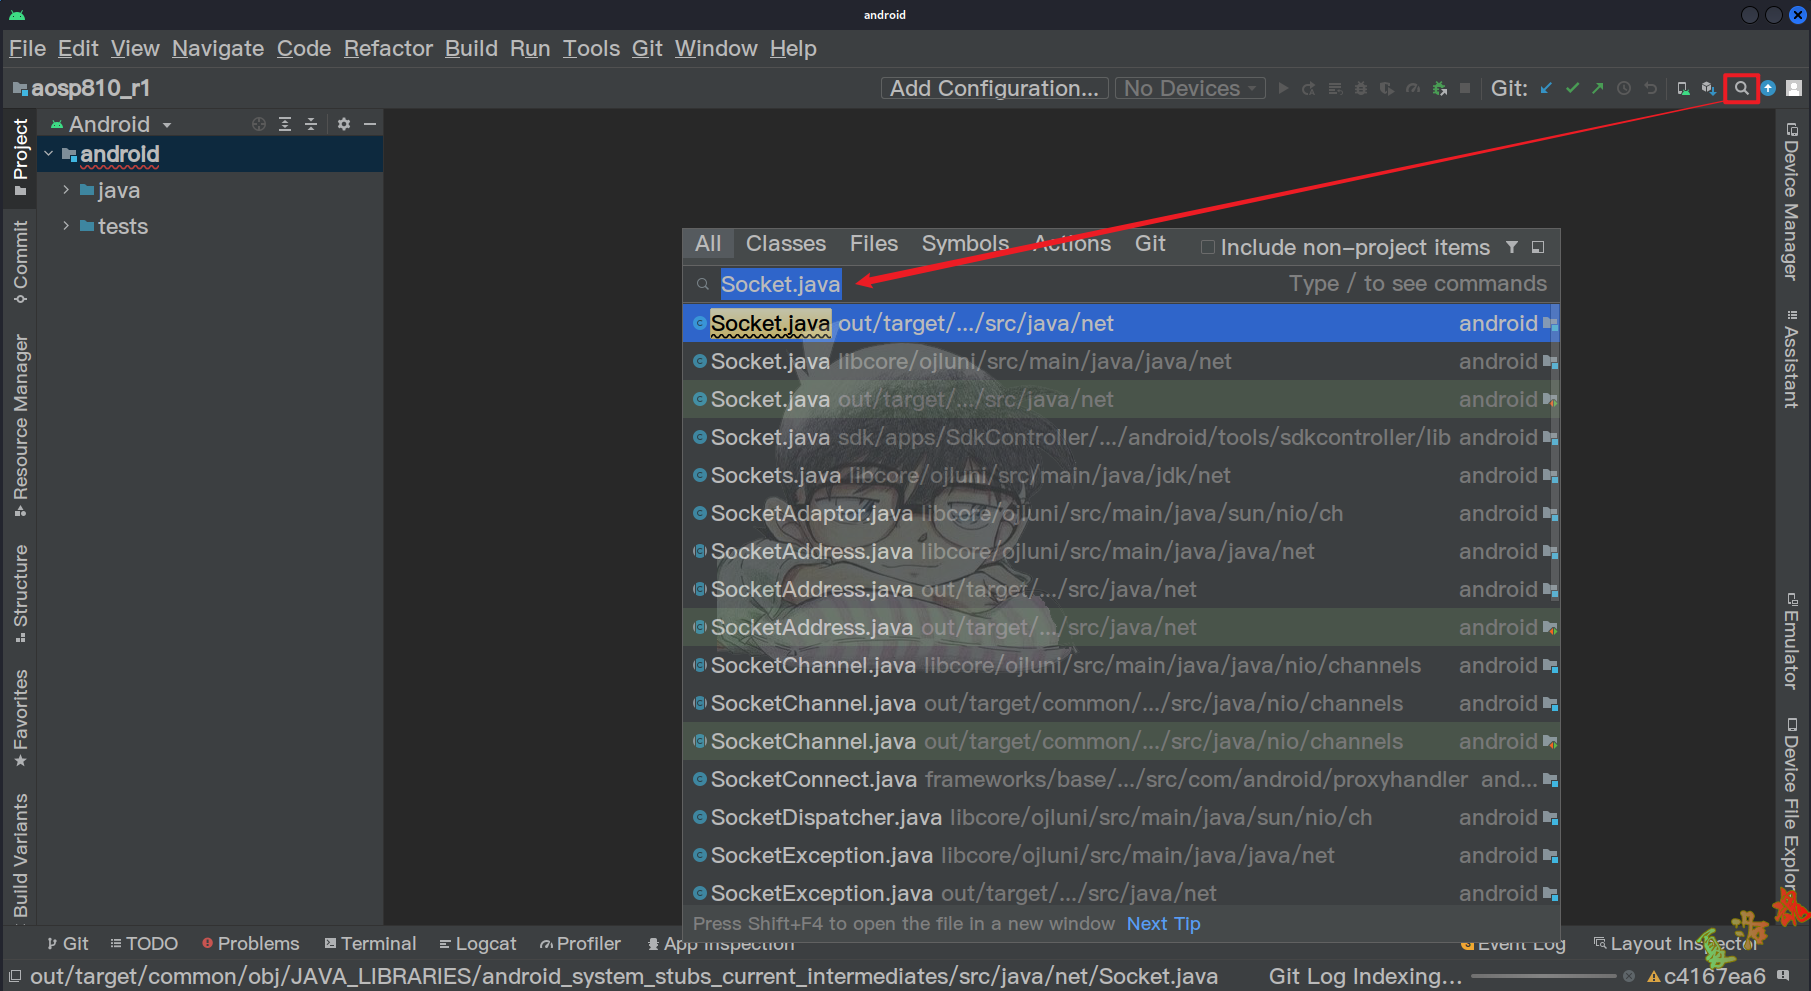 android
File Edit View Navigate Code Refactor Build Run Tools Git Window Help
aosp810_r1
Add Configuration...
No Devices
Git:
Project
Commit
Resource Manager
Structure
Favorites
Build Variants
Android
android
java
tests
All Classes Files Symbols Actions Git Include non-project items
Socket.java Type / to see commands
Socket.java out/target/.../src/java/net android
Socket.java libcore/ojluni/src/main/java/java/net android
Socket.java out/target/.../src/java/net android
Socket.java sdk/apps/SdkController/.../android/tools/sdkcontroller/lib android
Sockets.java libcore/ojluni/src/main/java/jdk/net android
SocketAdaptor.java libcore/ojluni/src/main/java/sun/nio/ch android
SocketAddress.java libcore/ojluni/src/main/java/java/net android
SocketAddress.java out/target/.../src/java/net android
SocketAddress.java out/target/.../src/java/net android
SocketChannel.java libcore/ojluni/src/main/java/java/nio/channels android
SocketChannel.java out/target/common/.../src/java/nio/channels android
SocketChannel.java out/target/common/.../src/java/nio/channels android
SocketConnect.java frameworks/base/.../src/com/android/proxyhandler and...
SocketDispatcher.java libcore/ojluni/src/main/java/sun/nio/ch android
SocketException.java libcore/ojluni/src/main/java/java/net android
SocketException.java out/target/.../src/java/net android
Press Shift+F4 to open the file in a new window Next Tip
Device Manager
Assistant
Emulator
Device File Explor
Git TODO Problems Terminal Logcat Profiler App Inspection Event Log Layout Inspector
out/target/common/obj/JAVA_LIBRARIES/android_system_stubs_current_intermediates/src/java/net/Socket.java Git Log Indexing... c4167ea6